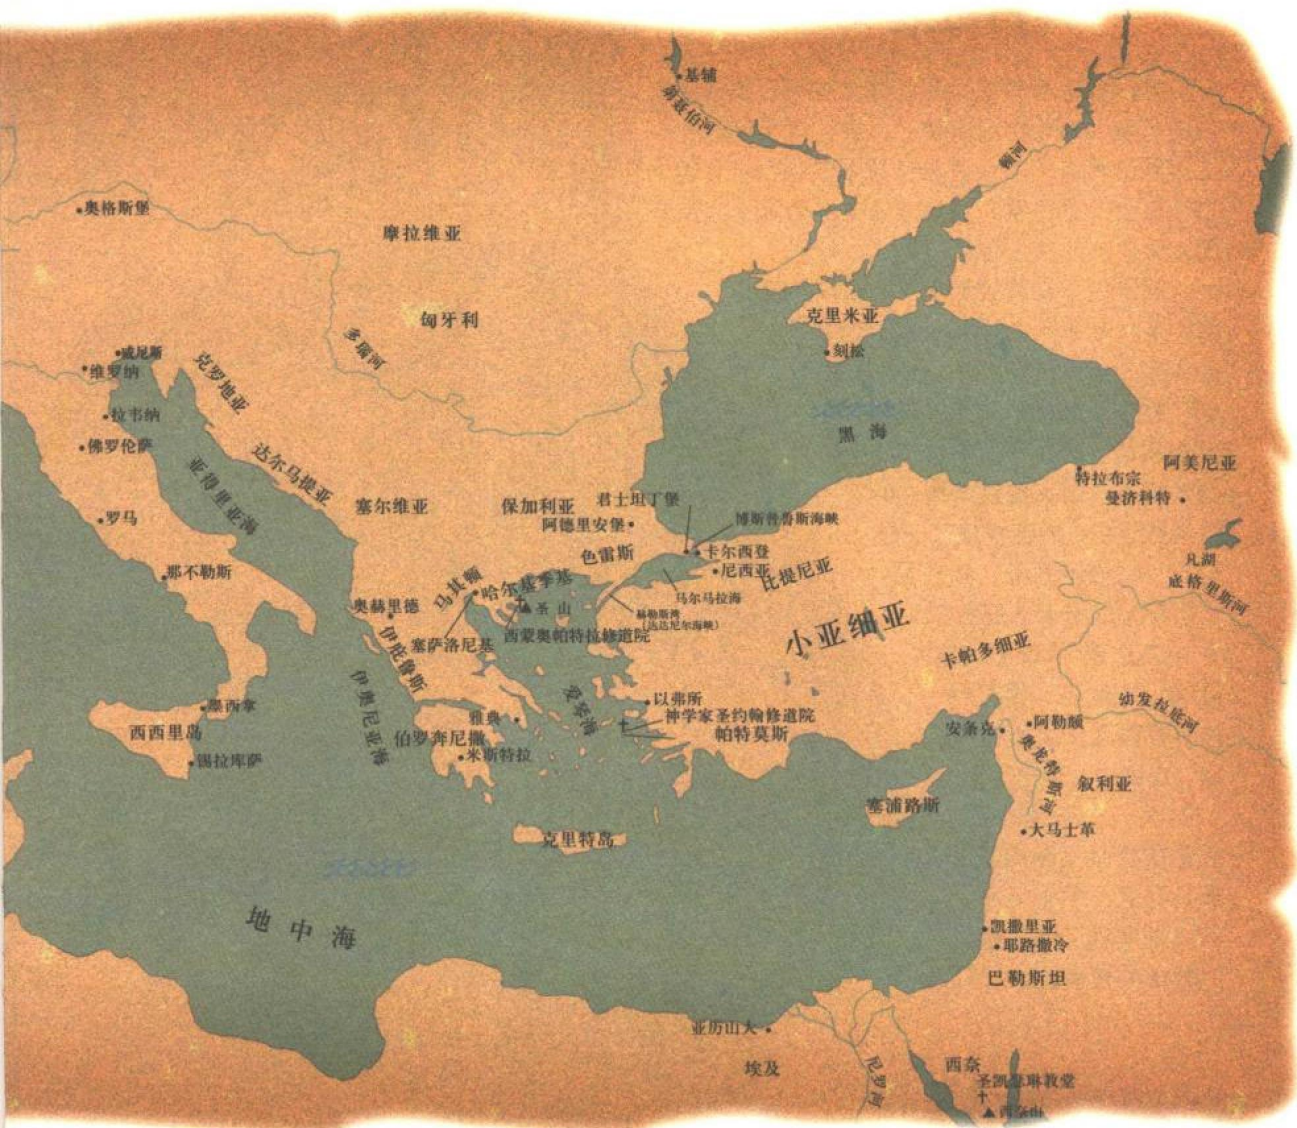 基辅
第聂伯河
顿河
奥格斯堡
摩拉维亚
匈牙利
克里米亚
多瑙河
威尼斯
维罗纳
克罗地亚
刻松
拉韦纳
佛罗伦萨
黑 海
亚得里亚海
达尔马提亚
阿美尼亚
特拉布宗
曼济科特
塞尔维亚
保加利亚
君士坦丁堡
罗马
阿德里安堡
博斯普鲁斯海峡
色雷斯
卡尔西登
凡湖
那不勒斯
尼西亚
比提尼亚
底格里斯河
马其顿
哈尔基季基
马尔马拉海
奥赫里德
圣 山
(达达尼尔海峡)
小亚细亚
伊庇鲁斯
塞萨洛尼基
西蒙奥帕特拉修道院
卡帕多细亚
伊奥尼亚海
爱琴海
以弗所
幼发拉底河
墨西拿
雅典
神学家圣约翰修道院
西西里岛
伯罗奔尼撒
帕特莫斯
安条克
阿勒颇
锡拉库萨
米斯特拉
奥龙特斯河
叙利亚
塞浦路斯
克里特岛
大马士革
地 中 海
凯撒里亚
耶路撒冷
巴勒斯坦
亚历山大
埃及
尼罗河
西奈
圣凯瑟琳教堂
西奈山